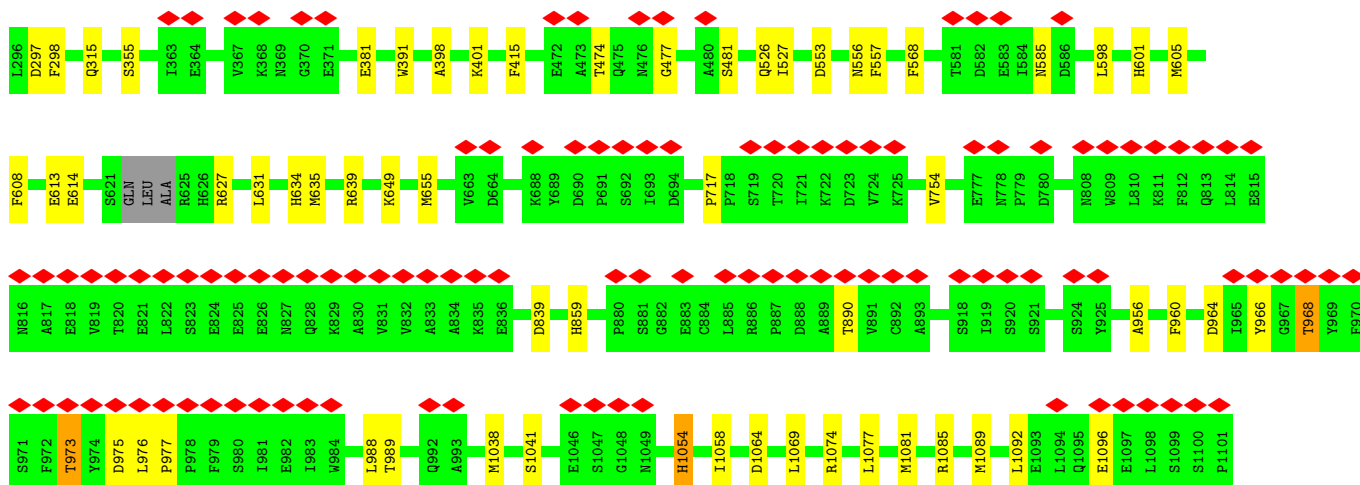 L296 D297 F298 Q315 S355 I363 E364 V367 K368 N369 G370 E371 E381 W391 A398 K401 F415 E472 A473 T474 Q475 N476 G477 A480 S481 Q526 I527 D553 N556 F557 F568 T581 D582 E583 I584 N585 D586 L598 H601 M605
F608 E613 E614 S621 GLN LEU ALA R625 H626 R627 L631 H634 M635 R639 K649 M655 V663 D664 K688 Y689 D690 P691 S692 I693 D694 P717 P718 S719 T720 I721 K722 D723 V724 K725 V754 E777 N778 P779 D780 N808 W809 L810 K811 F812 Q813 L814 E815
N816 A817 E818 V819 T820 E821 L822 S823 E824 E825 E826 N827 Q828 K829 A830 V831 V832 A833 A834 K835 E836 D839 H859 P880 S881 G882 E883 C884 L885 R886 P887 D888 A889 T890 V891 C892 A893 S918 I919 S920 S921 S924 Y925 A956 F960 D964 I965 Y966 G967 T968 Y969 F970
S971 F972 T973 Y974 D975 L976 P977 P978 F979 S980 I981 E982 I983 W984 L988 T989 Q992 A993 M1038 S1041 E1046 S1047 G1048 N1049 H1054 I1058 D1064 L1069 R1074 L1077 M1081 R1085 M1089 L1092 E1093 L1094 Q1095 E1096 E1097 L1098 S1099 S1100 P1101